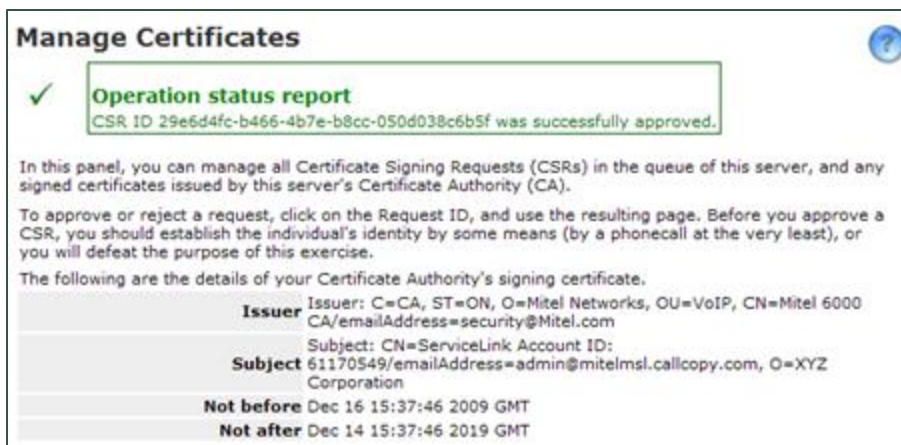 Manage Certificates
?
✓
Operation status report
CSR ID 29e6d4fc-b466-4b7e-b8cc-050d038c6b5f was successfully approved.
In this panel, you can manage all Certificate Signing Requests (CSRs) in the queue of this server, and any
signed certificates issued by this server's Certificate Authority (CA).
To approve or reject a request, click on the Request ID, and use the resulting page. Before you approve a
CSR, you should establish the individual's identity by some means (by a phonecall at the very least), or
you will defeat the purpose of this exercise.
The following are the details of your Certificate Authority's signing certificate.
Issuer Issuer: C=CA, ST=ON, O=Mitel Networks, OU=VoIP, CN=Mitel 6000
CA/emailAddress=security@Mitel.com
Subject: CN=ServiceLink Account ID:
Subject 61170549/emailAddress=admin@mitelmsl.callcopy.com, O=XYZ
Corporation
Not before Dec 16 15:37:46 2009 GMT
Not after Dec 14 15:37:46 2019 GMT